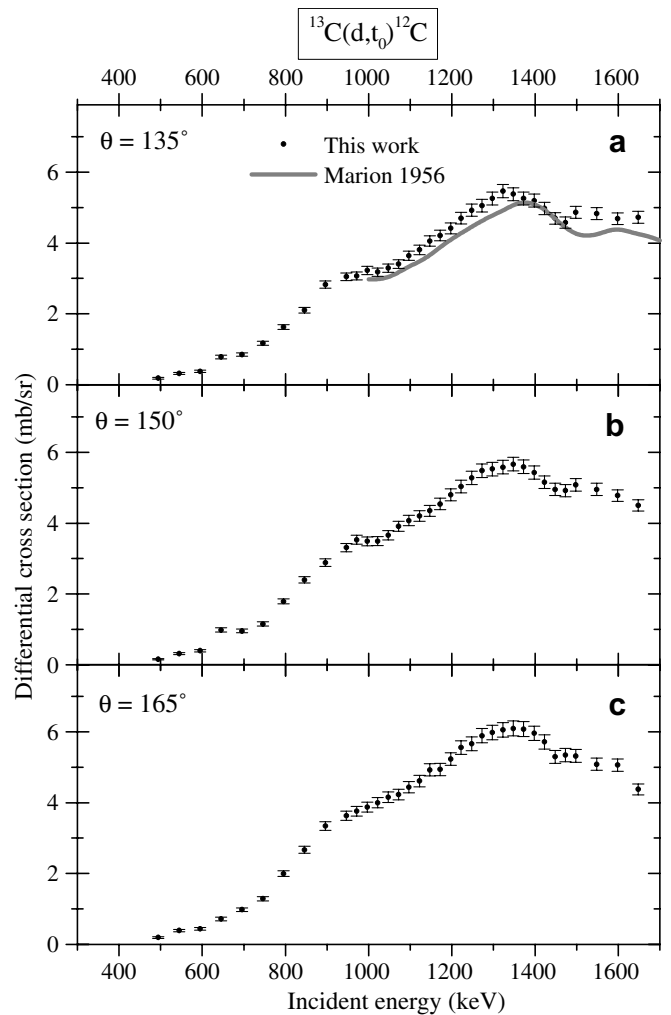 ¹³C(d,t₀)¹²C
400 600 800 1000 1200 1400 1600
θ = 135°
This work
Marion 1956
a
6
4
2
0
θ = 150°
b
6
4
2
0
Differential cross section (mb/sr)
θ = 165°
c
6
4
2
0
400 600 800 1000 1200 1400 1600
Incident energy (keV)